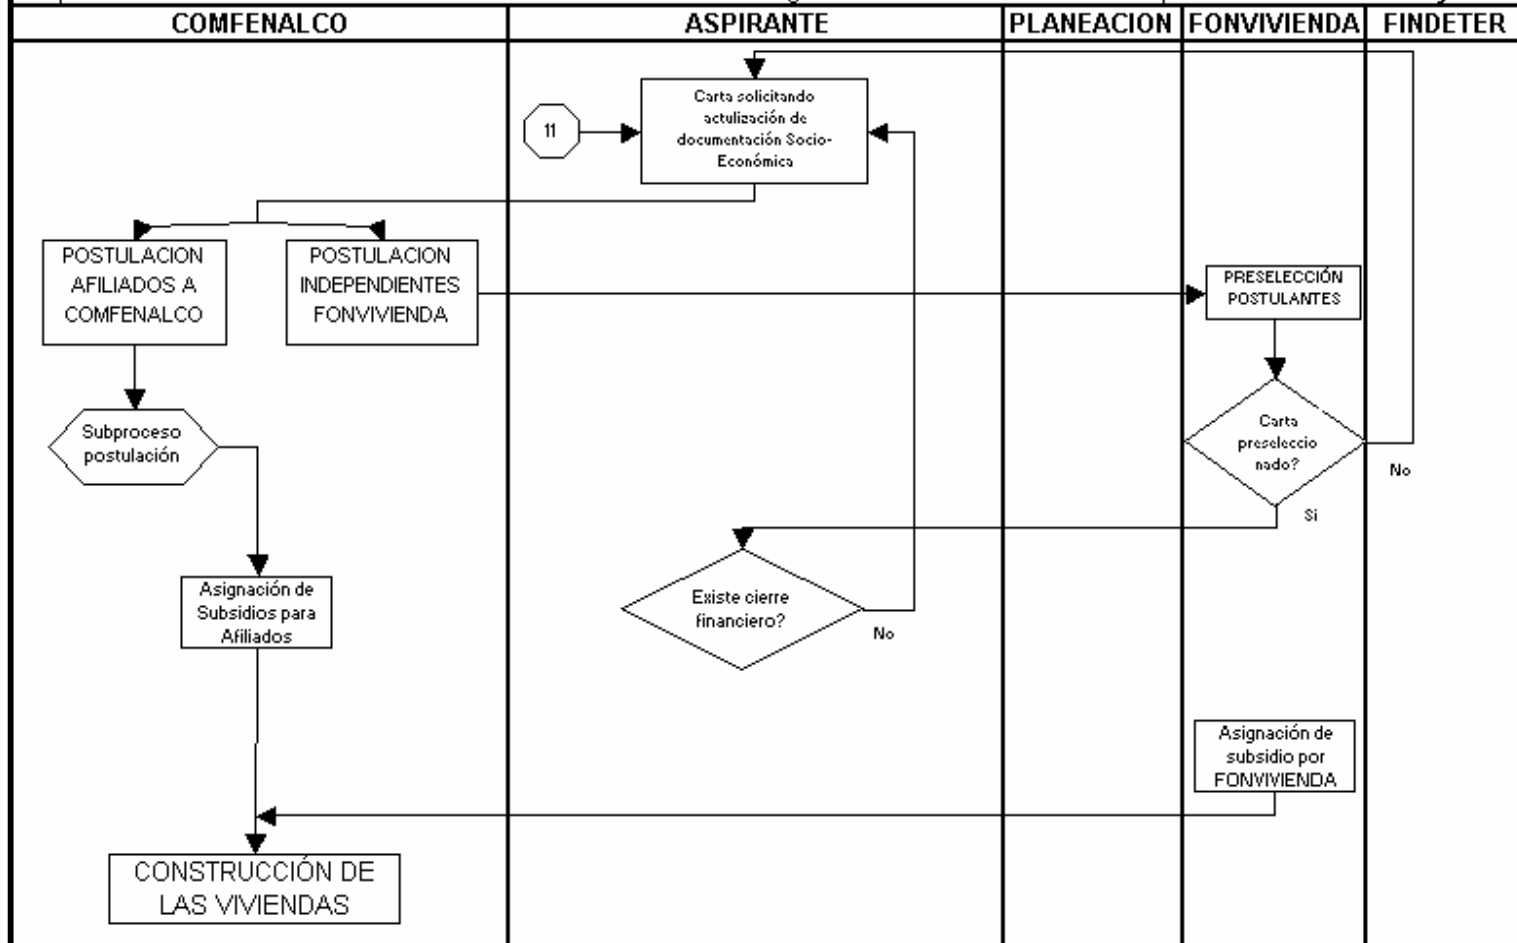 COMFENALCO ASPIRANTE PLANEACION FONVIVIENDA FINDETER
Carta solicitando
actulización de
documentación Socio-
Económica
11
POSTULACION
AFILIADOS A
COMFENALCO
POSTULACION
INDEPENDIENTES
FONVIVIENDA
PRESELECCIÓN
POSTULANTES
Subproceso
postulación
Carta
preseleccio
nado?
No
Si
Asignación de
Subsidios para
Afiliados
Existe cierre
financiero?
No
Asignación de
subsidio por
FONVIVIENDA
CONSTRUCCIÓN DE
LAS VIVIENDAS